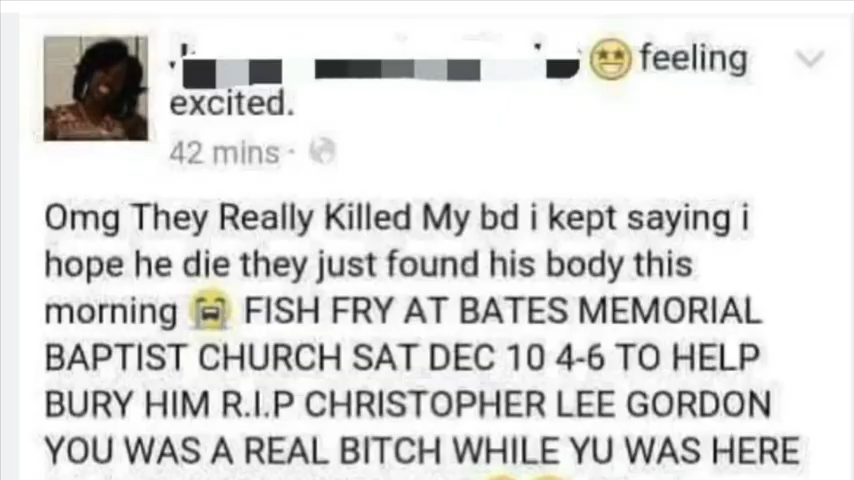 feeling
excited.
42 mins ·
Omg They Really Killed My bd i kept saying i
hope he die they just found his body this
morning 😭 FISH FRY AT BATES MEMORIAL
BAPTIST CHURCH SAT DEC 10 4-6 TO HELP
BURY HIM R.I.P CHRISTOPHER LEE GORDON
YOU WAS A REAL BITCH WHILE YU WAS HERE